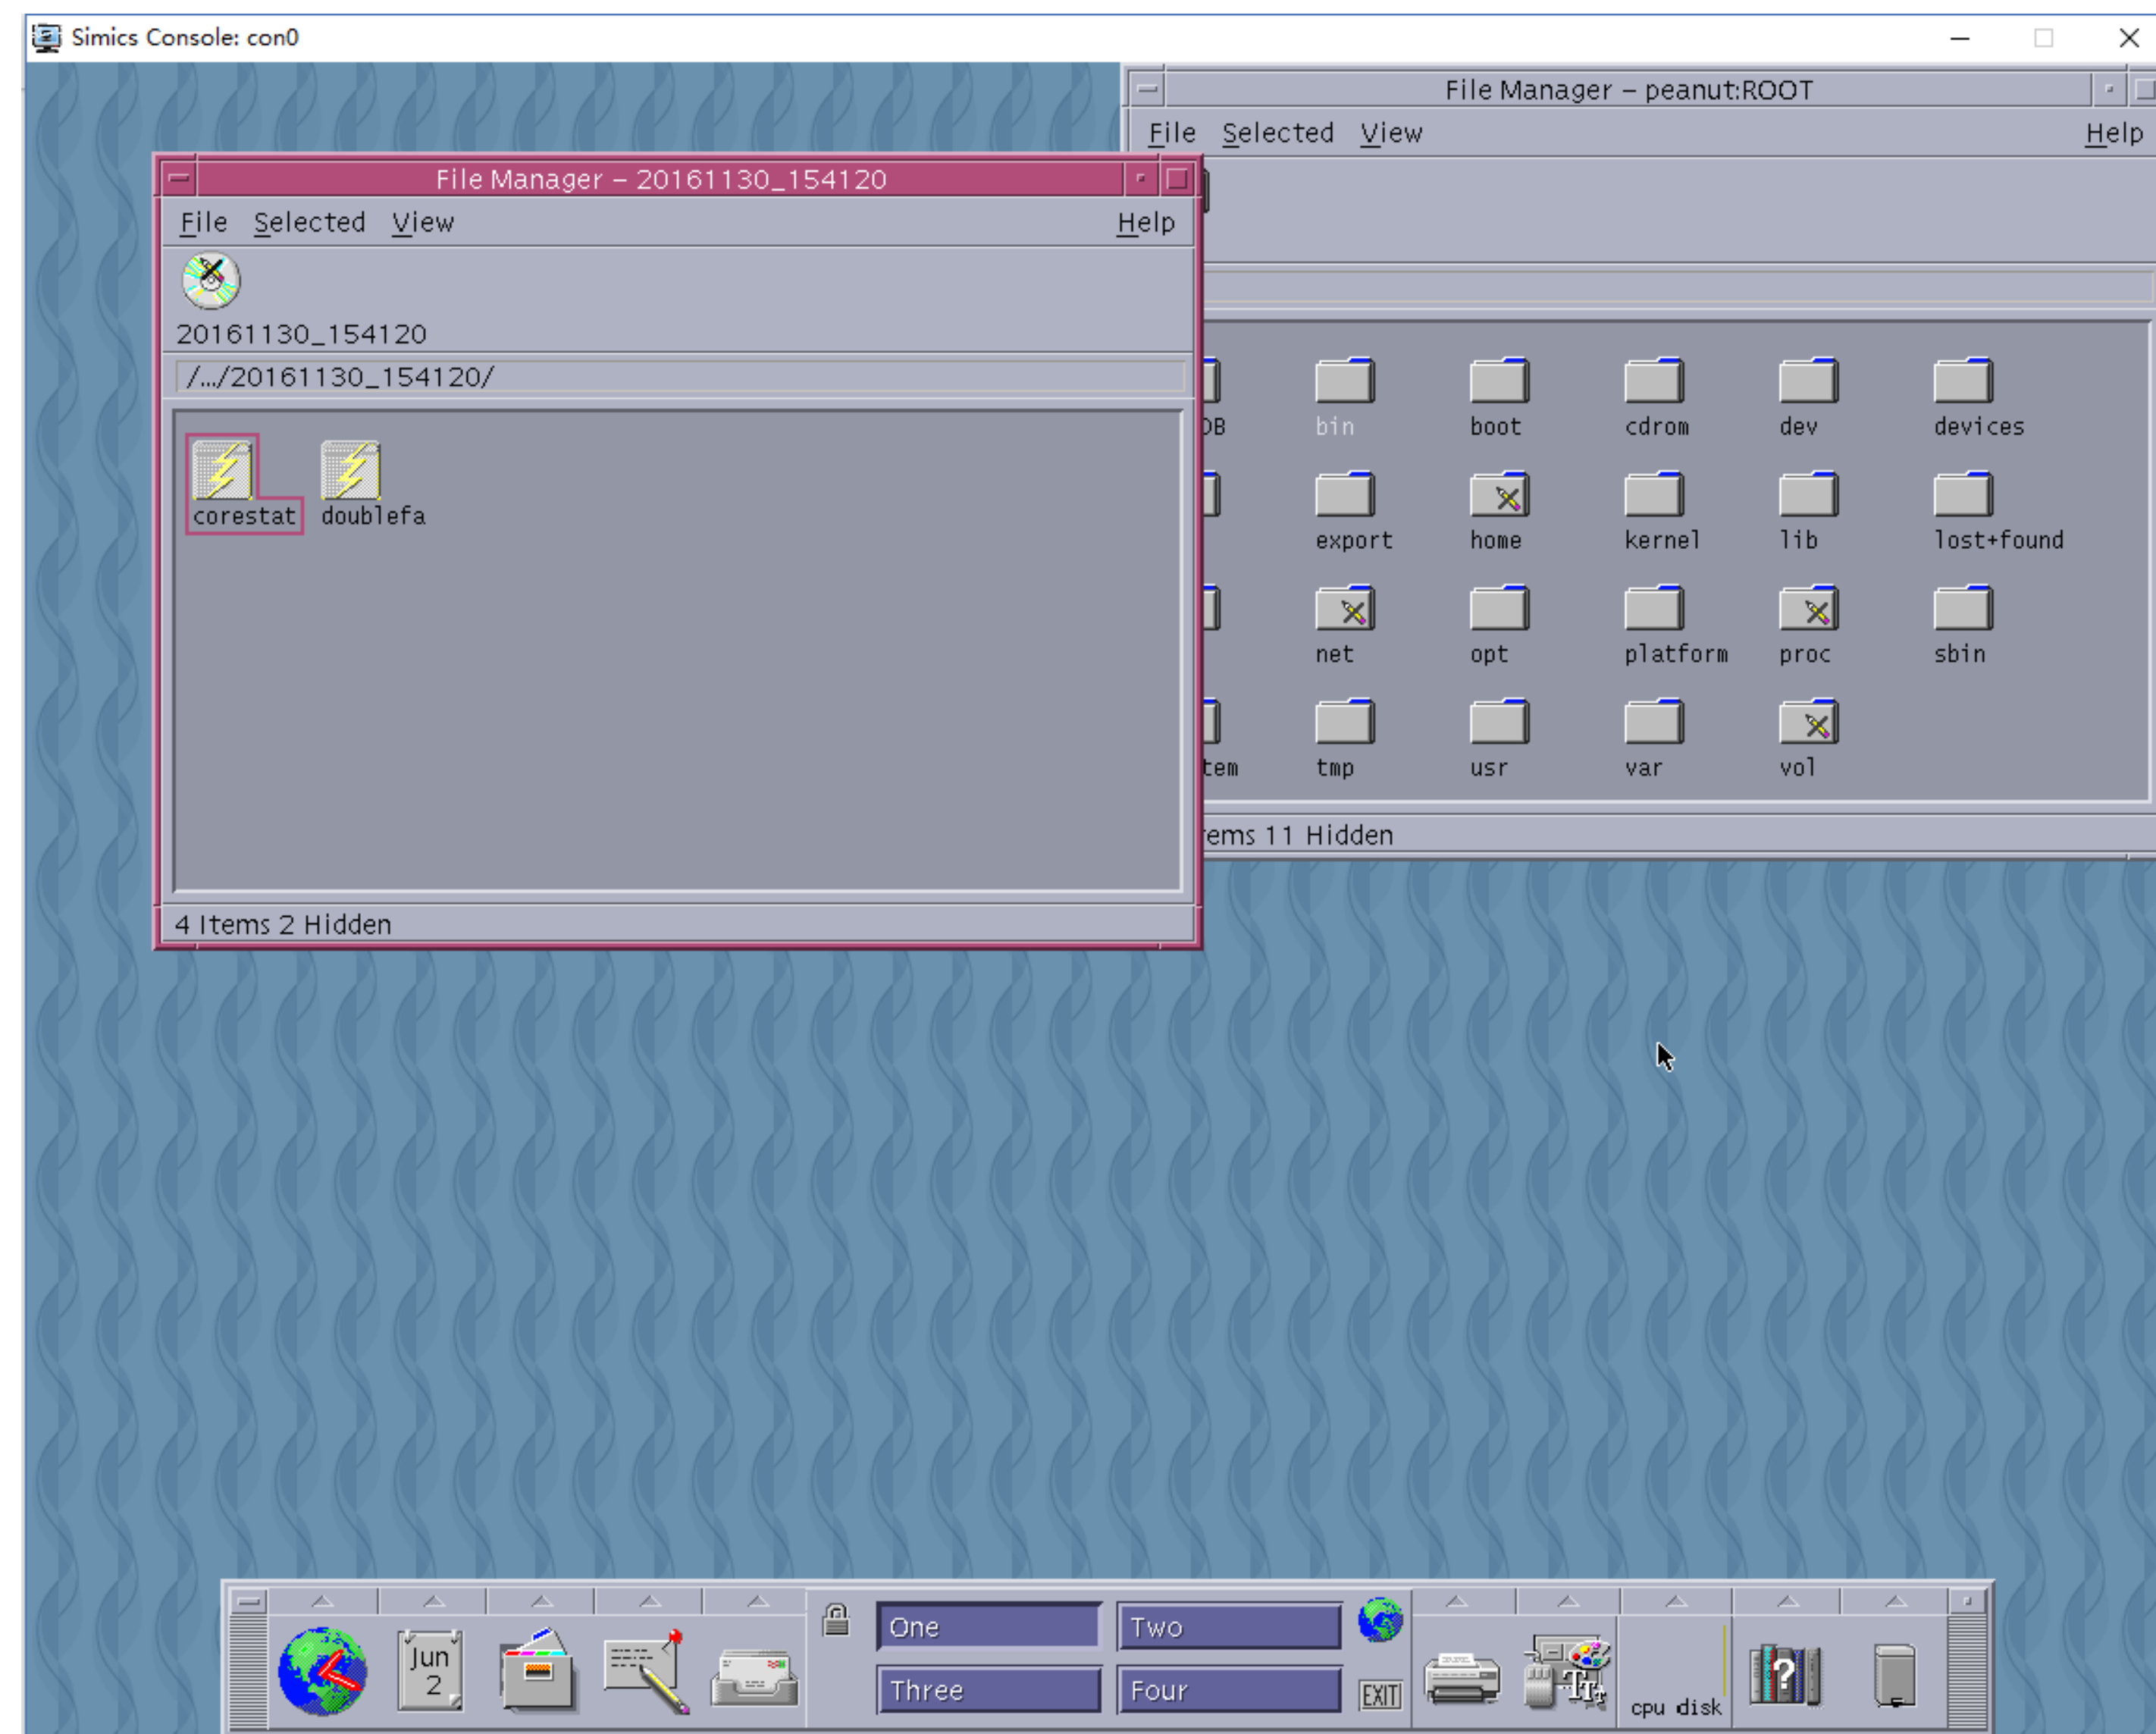 Simics Console: con0
File Manager – peanut:ROOT
File Selected View Help
File Manager – 20161130_154120
File Selected View Help
20161130_154120
/.../20161130_154120/
corestat doublefa
4 Items 2 Hidden
DB bin boot cdrom dev devices
export home kernel lib lost+found
net opt platform proc sbin
tem tmp usr var vol
ems 11 Hidden
Jun
2
One Two
Three Four
EXIT
cpu disk
?